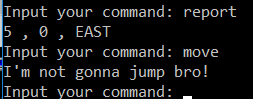 Input your command: report
5 , 0 , EAST
Input your command: move
I'm not gonna jump bro!
Input your command: